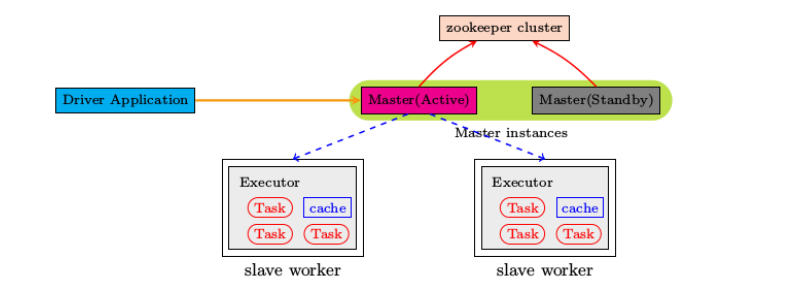 zookeeper cluster
Driver Application
Master(Active)
Master(Standby)
Master instances
Executor
Task
cache
Task
Task
slave worker
Executor
Task
cache
Task
Task
slave worker